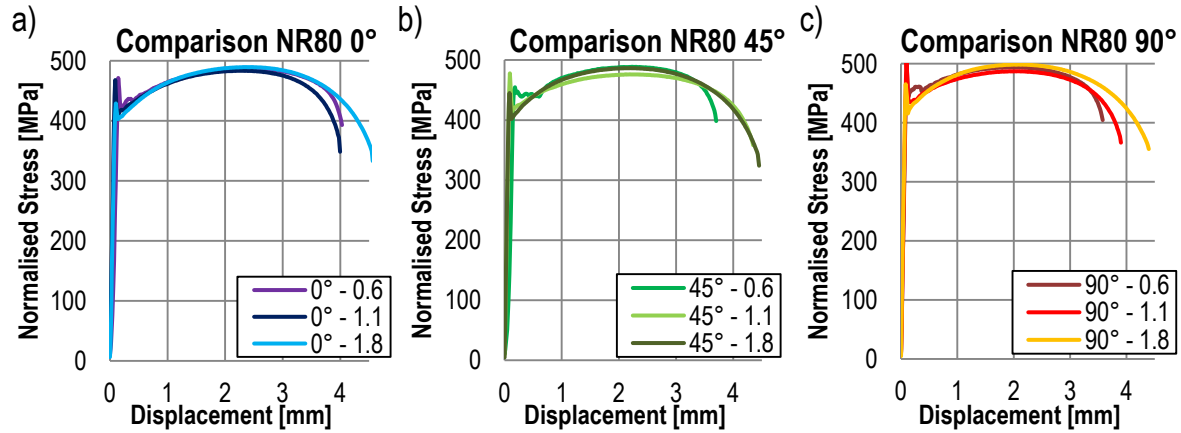 a)
Comparison NR80 0°
Normalised Stress [MPa]
500
400
300
200
100
0
0° - 0.6
0° - 1.1
0° - 1.8
0 1 2 3 4
Displacement [mm]
b)
Comparison NR80 45°
Normalised Stress [MPa]
500
400
300
200
100
0
45° - 0.6
45° - 1.1
45° - 1.8
0 1 2 3 4
Displacement [mm]
c)
Comparison NR80 90°
Normalised Stress [MPa]
500
400
300
200
100
0
90° - 0.6
90° - 1.1
90° - 1.8
0 1 2 3 4
Displacement [mm]